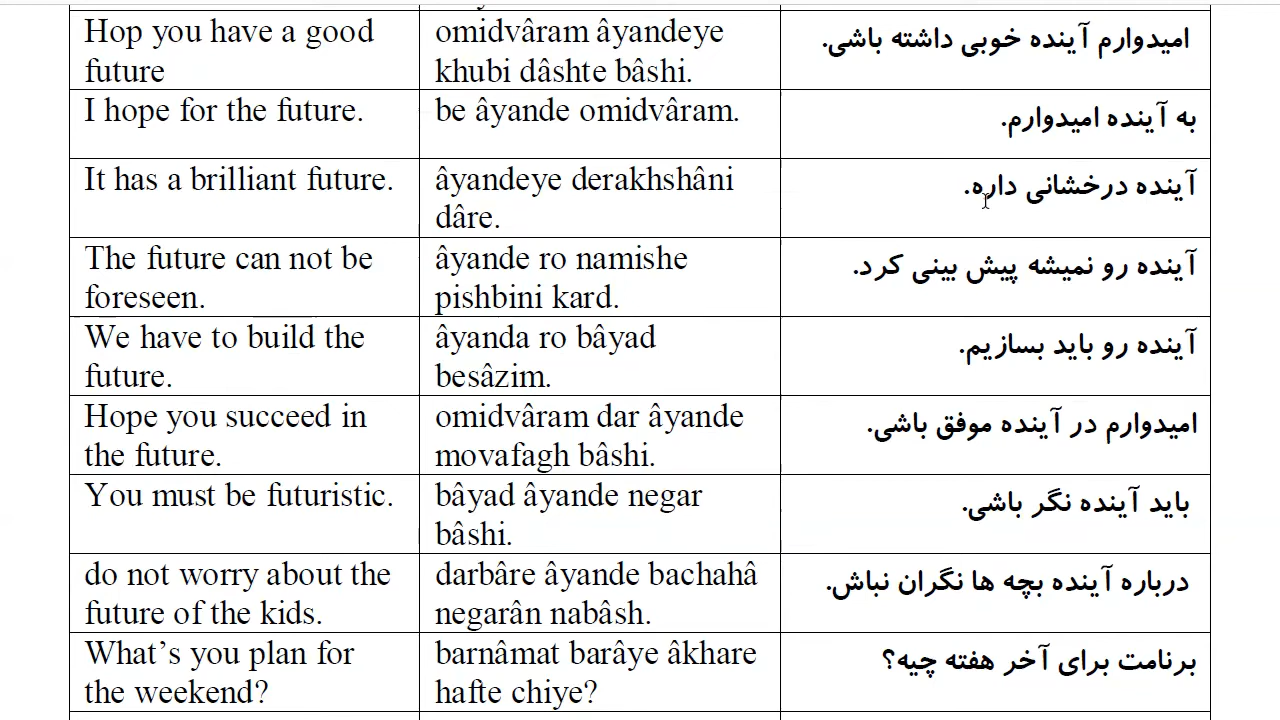 Hop you have a good
future
omidvâram âyandeye
khubi dâshte bâshi.
امیدوارم آینده خوبی داشته باشی.
I hope for the future.
be âyande omidvâram.
به آینده امیدوارم.
It has a brilliant future.
âyandeye derakhshâni
dâre.
آینده درخشانی داره.
The future can not be
foreseen.
âyande ro namishe
pishbini kard.
آینده رو نمیشه پیش بینی کرد.
We have to build the
future.
âyanda ro bâyad
besâzim.
آینده رو باید بسازیم.
Hope you succeed in
the future.
omidvâram dar âyande
movafagh bâshi.
امیدوارم در آینده موفق باشی.
You must be futuristic.
bâyad âyande negar
bâshi.
باید آینده نگر باشی.
do not worry about the
future of the kids.
darbâre âyande bachahâ
negarân nabâsh.
درباره آینده بچه ها نگران نباش.
What's you plan for
the weekend?
barnâmat barâye âkhare
hafte chiye?
برنامت برای آخر هفته چیه؟